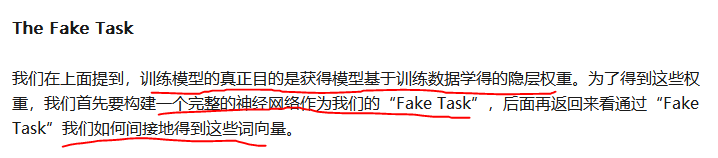 The Fake Task
我们在上面提到，训练模型的真正目的是获得模型基于训练数据学得的隐层权重。为了得到这些权
重，我们首先要构建一个完整的神经网络作为我们的“Fake Task”，后面再返回来看通过“Fake
Task”我们如何间接地得到这些词向量。